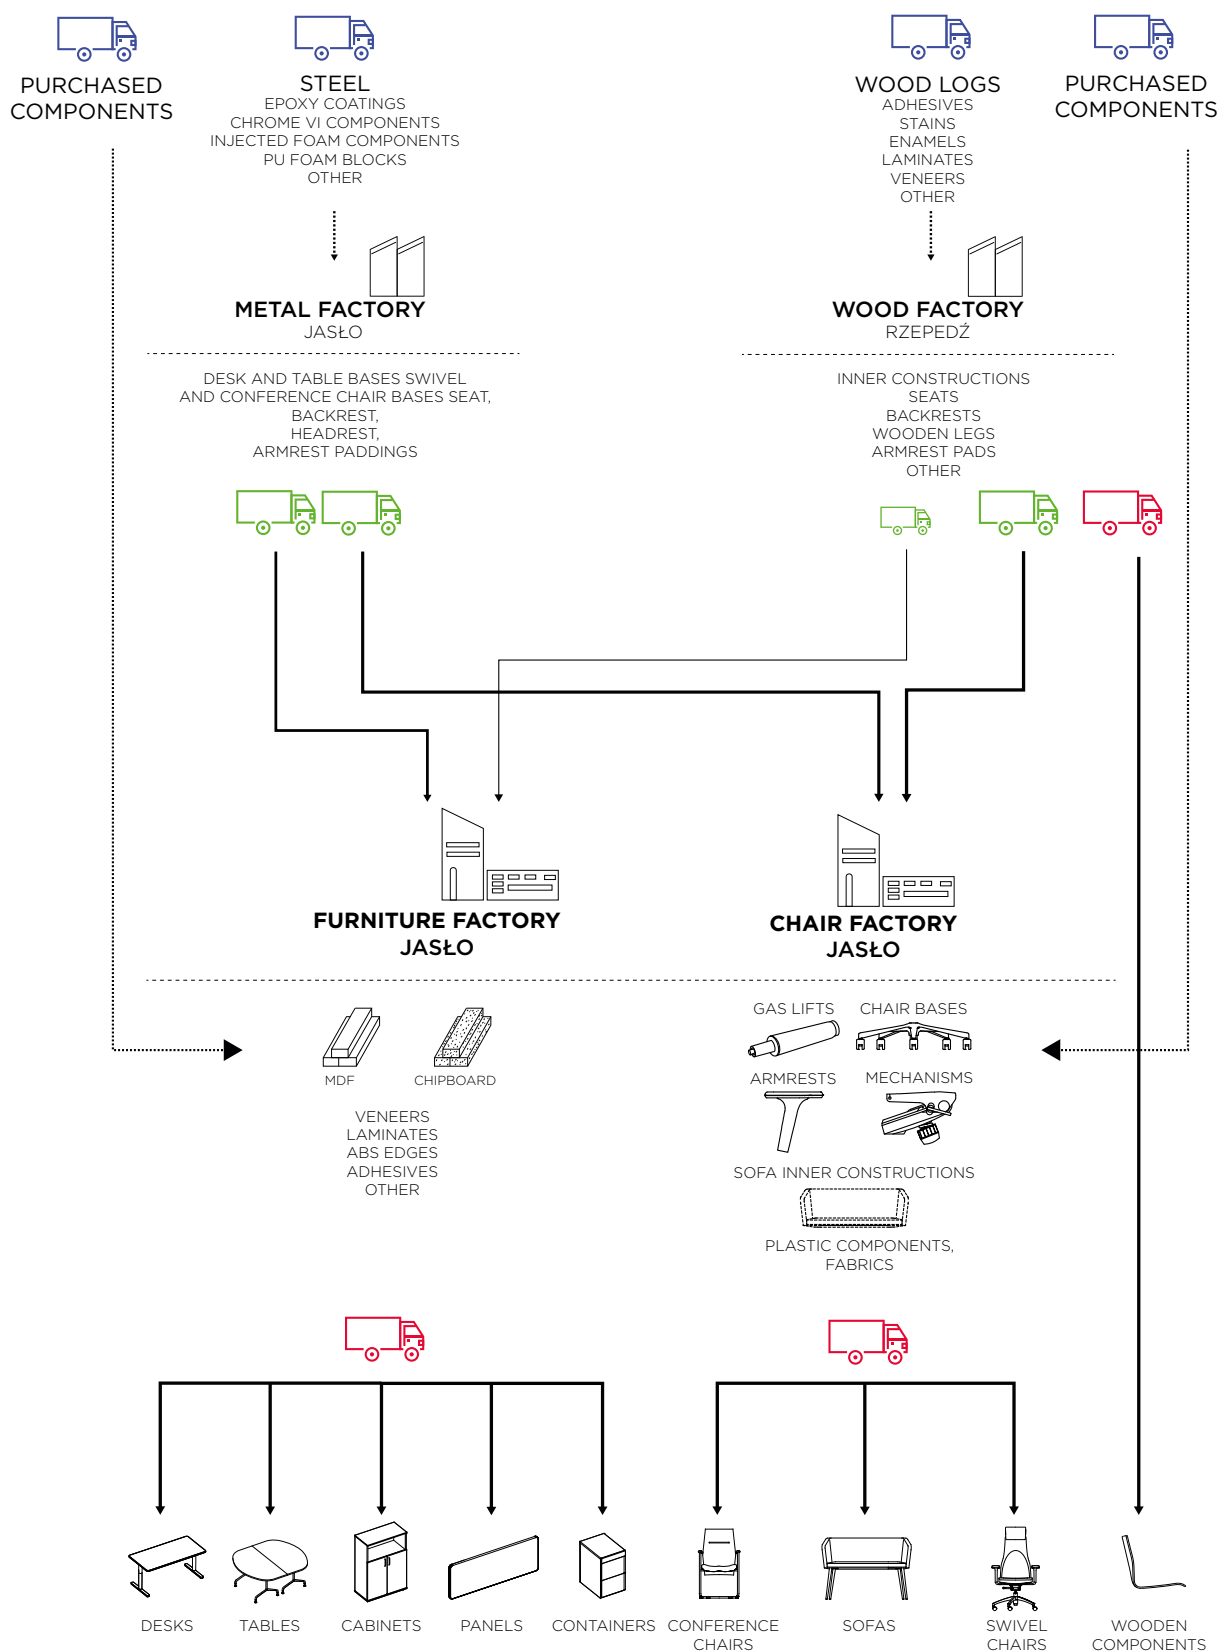 PURCHASED
COMPONENTS
STEEL
EPOXY COATINGS
CHROME VI COMPONENTS
INJECTED FOAM COMPONENTS
PU FOAM BLOCKS
OTHER
WOOD LOGS
ADHESIVES
STAINS
ENAMELS
LAMINATES
VENEERS
OTHER
PURCHASED
COMPONENTS
METAL FACTORY
JASŁO
WOOD FACTORY
RZEPEDŹ
DESK AND TABLE BASES SWIVEL
AND CONFERENCE CHAIR BASES SEAT,
BACKREST,
HEADREST,
ARMREST PADDINGS
INNER CONSTRUCTIONS
SEATS
BACKRESTS
WOODEN LEGS
ARMREST PADS
OTHER
FURNITURE FACTORY
JASŁO
CHAIR FACTORY
JASŁO
MDF
CHIPBOARD
VENEERS
LAMINATES
ABS EDGES
ADHESIVES
OTHER
GAS LIFTS
CHAIR BASES
ARMRESTS
MECHANISMS
SOFA INNER CONSTRUCTIONS
PLASTIC COMPONENTS,
FABRICS
DESKS
TABLES
CABINETS
PANELS
CONTAINERS
CONFERENCE
CHAIRS
SOFAS
SWIVEL
CHAIRS
WOODEN
COMPONENTS